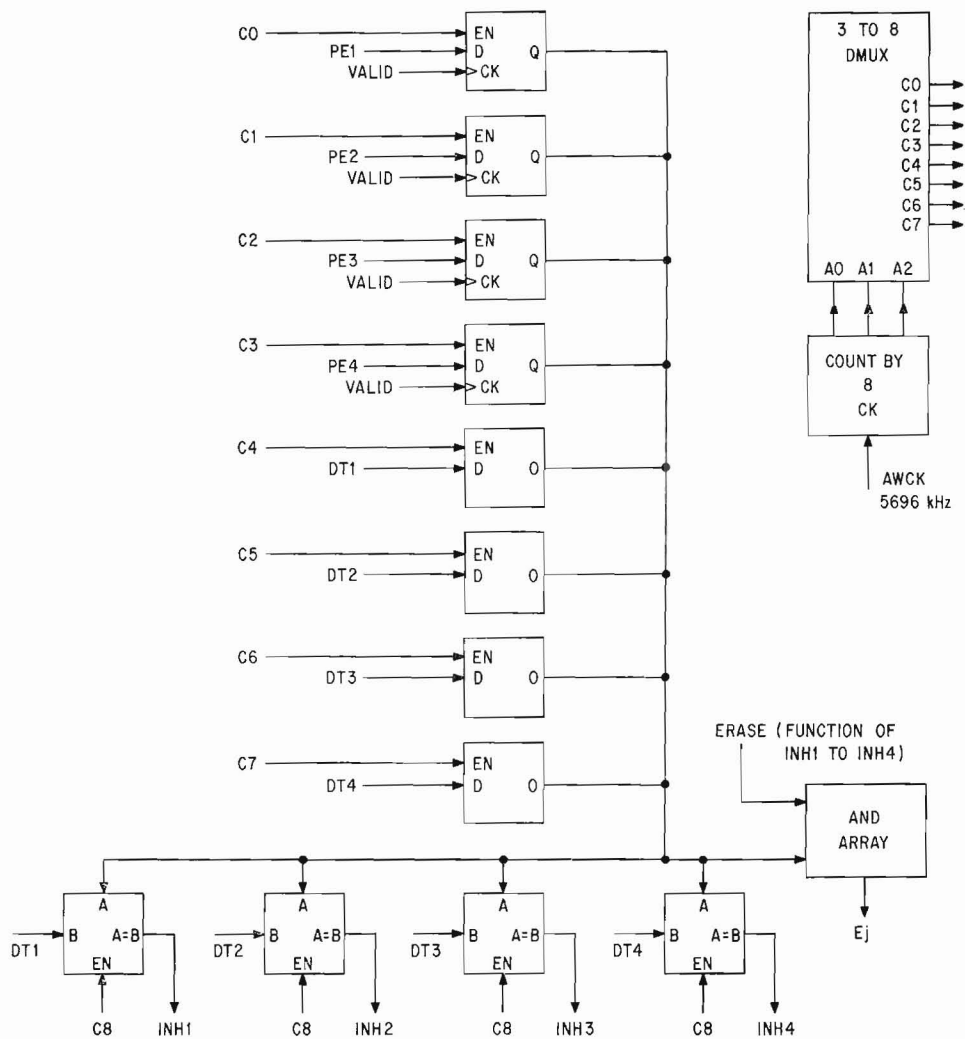 C0
EN
PE1
D
Q
VALID
CK
C1
EN
PE2
D
Q
VALID
CK
C2
EN
PE3
D
Q
VALID
CK
C3
EN
PE4
D
Q
VALID
CK
C4
EN
DT1
D
O
C5
EN
DT2
D
O
C6
EN
DT3
D
O
C7
EN
DT4
D
O
3 TO 8
DMUX
C0
C1
C2
C3
C4
C5
C6
C7
A0 A1 A2
COUNT BY
8
CK
AWCK
5696 kHz
ERASE (FUNCTION OF
INH1 TO INH4)
AND
ARRAY
Ej
A
B
A=B
EN
DT1
C8
INH1
A
B
A=B
EN
DT2
C8
INH2
A
B
A=B
EN
DT3
C8
INH3
A
B
A=B
EN
DT4
C8
INH4